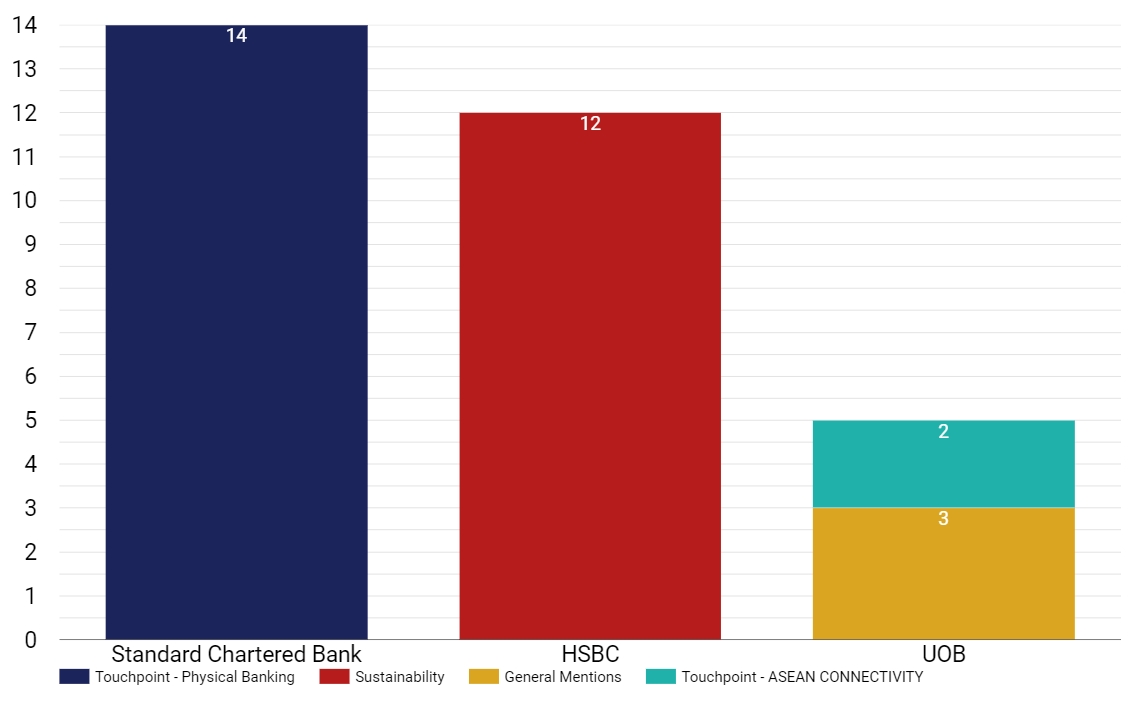 14
13
12
11
10
9
8
7
6
5
4
3
2
1
0
14
12
2
3
Standard Chartered Bank
HSBC
UOB
Touchpoint - Physical Banking
Sustainability
General Mentions
Touchpoint - ASEAN CONNECTIVITY